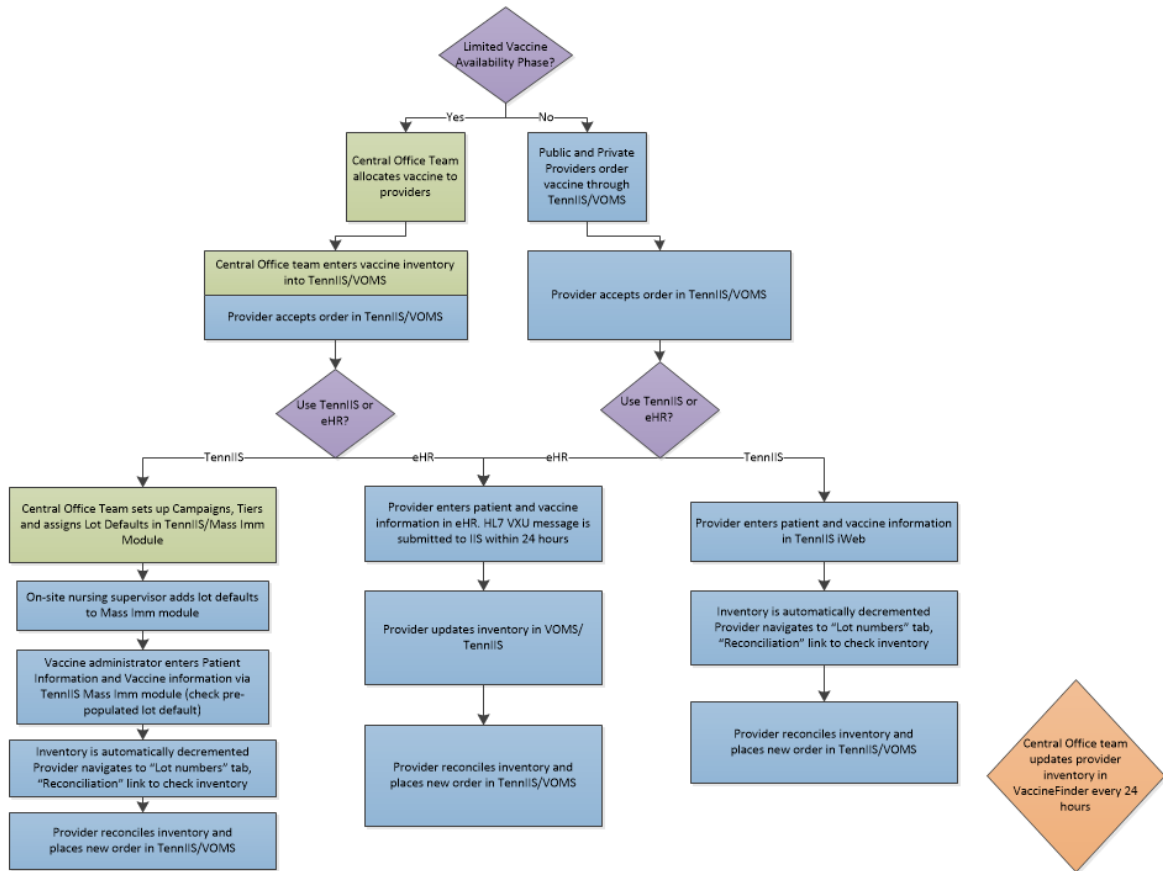 Limited Vaccine
Availability Phase?
Yes
No
Central Office Team
allocates vaccine to
providers
Public and Private
Providers order
vaccine through
TennIIS/VOMS
Central Office team enters vaccine inventory
into TennIIS/VOMS
Provider accepts order in TennIIS/VOMS
Provider accepts order in TennIIS/VOMS
Use TennIIS or
eHR?
Use TennIIS or
eHR?
TennIIS
eHR
eHR
TennIIS
Central Office Team sets up Campaigns, Tiers
and assigns Lot Defaults in TennIIS/Mass Imm
Module
On-site nursing supervisor adds lot defaults
to Mass Imm module
Vaccine administrator enters Patient
Information and Vaccine information via
TennIIS Mass Imm module (check pre-
populated lot default)
Inventory is automatically decremented
Provider navigates to “Lot numbers” tab,
“Reconciliation” link to check inventory
Provider reconciles inventory and
places new order in TennIIS/VOMS
Provider enters patient and vaccine
information in eHR. HL7 VXU message is
submitted to IIS within 24 hours
Provider updates inventory in VOMS/
TennIIS
Provider reconciles inventory and
places new order in TennIIS/VOMS
Provider enters patient and vaccine information
in TennIIS iWeb
Inventory is automatically decremented
Provider navigates to “Lot numbers” tab,
“Reconciliation” link to check inventory
Provider reconciles inventory and
places new order in TennIIS/VOMS
Central Office team
updates provider
inventory in
VaccineFinder every 24
hours